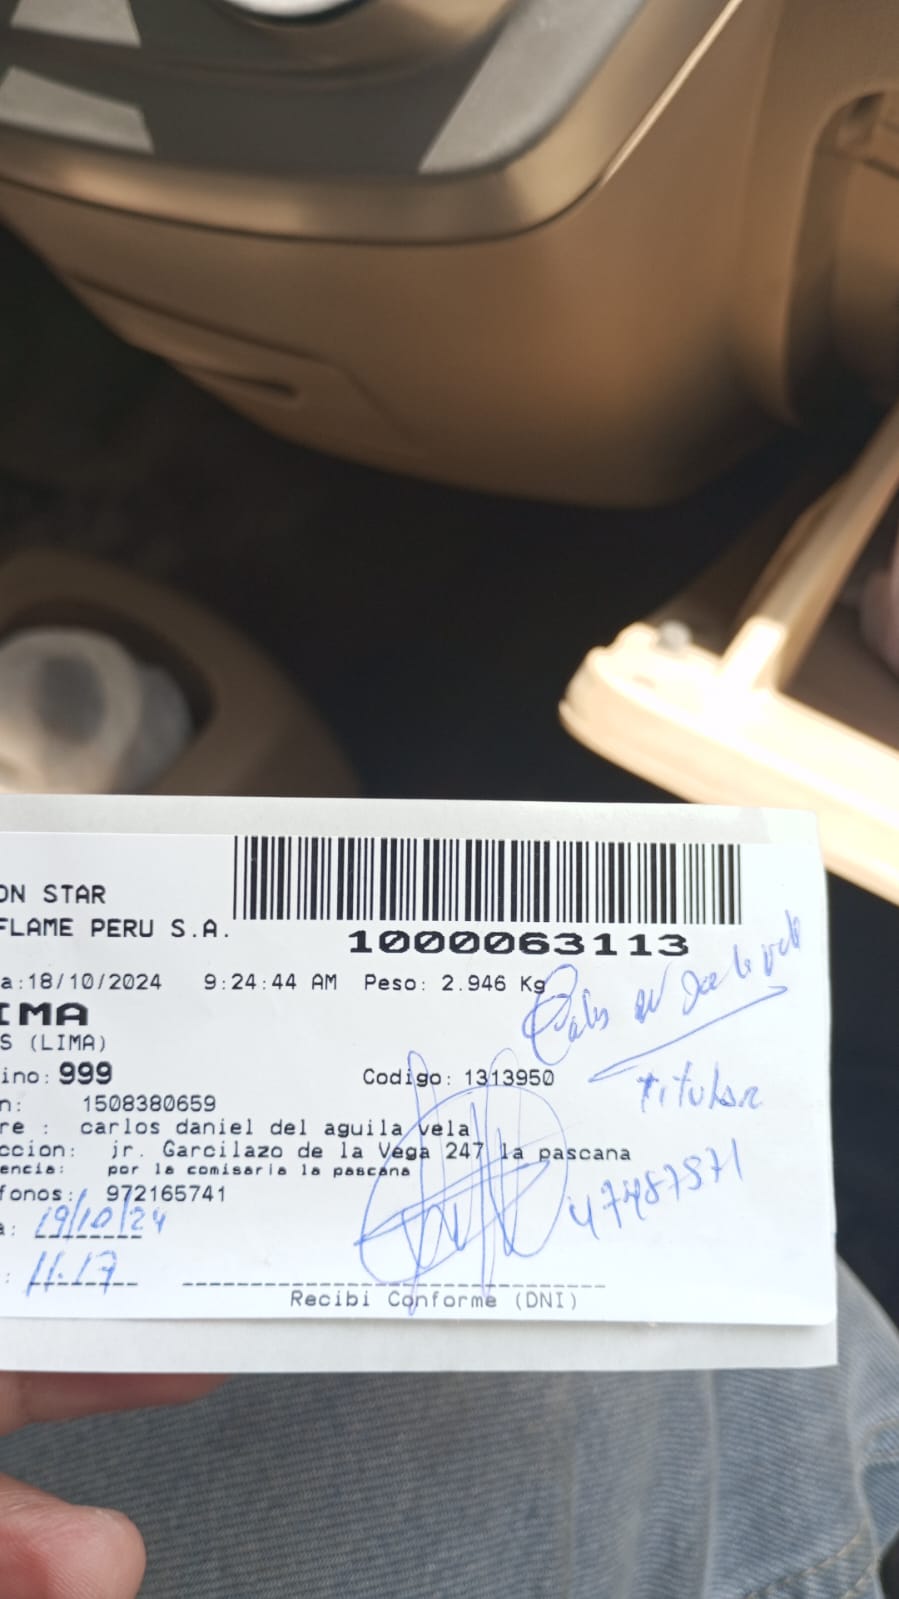 ON STAR
FLAME PERU S.A.
1000063113
a:18/10/2024 9:24:44 AM Peso: 2.946 Kg
IMA
S (LIMA)
ino: 999 Codigo: 1313950
n: 1508380659
re : carlos daniel del aguila vela
ccion: jr. Garcilazo de la Vega 247 la pascana
encia: por la comisaria la pascana
fonos: 972165741
a: 19/10/24
: 11.17
Titular
Recibi Conforme (DNI)